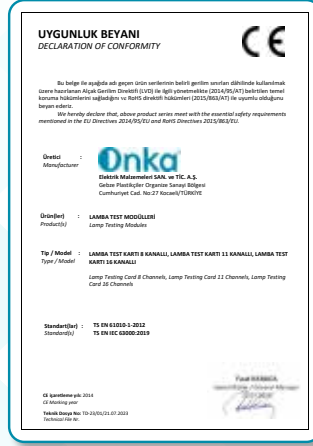 UYGUNLUK BEYANI
DECLARATION OF CONFORMITY
CE
Bu belge ile aşağıda adı geçen ürün serilerinin belirli gerilim sınırları dâhilinde kullanılmak
üzere hazırlanan Alçak Gerilim Direktifi (LVD) ile ilgili yönetmelikte (2014/95/AT) belirtilen temel
koruma hükümlerini sağladığını ve RoHS direktifi hükümleri (2015/863/AT) ile uyumlu olduğunu
beyan ederiz.
We hereby declare that, above product series meet with the essential safety requirements
mentioned in the EU Directives 2014/95/EU and RoHS Directives 2015/863/EU.
Üretici :
Manufacturer
Onka
Elektrik Malzemeleri SAN. ve TİC. A.Ş.
Gebze Plastikçiler Organize Sanayi Bölgesi
Cumhuriyet Cad. No:27 Kocaeli/TÜRKİYE
Ürün(ler) : LAMBA TEST MODÜLLERİ
Product(s) Lamp Testing Modules
Tip / Model : LAMBA TEST KARTI 8 KANALLI, LAMBA TEST KARTI 11 KANALLI, LAMBA TEST
Type / Model KARTI 16 KANALLI
Lamp Testing Card 8 Channels, Lamp Testing Card 11 Channels, Lamp Testing
Card 16 Channels
Standart(lar) : TS EN 61010-1-2012
Standard(s) TS EN IEC 63000:2019
CE işaretleme yılı: 2014
CE Marking year
Teknik Dosya No: TD-23/01/21.07.2023
Technical File Nr.